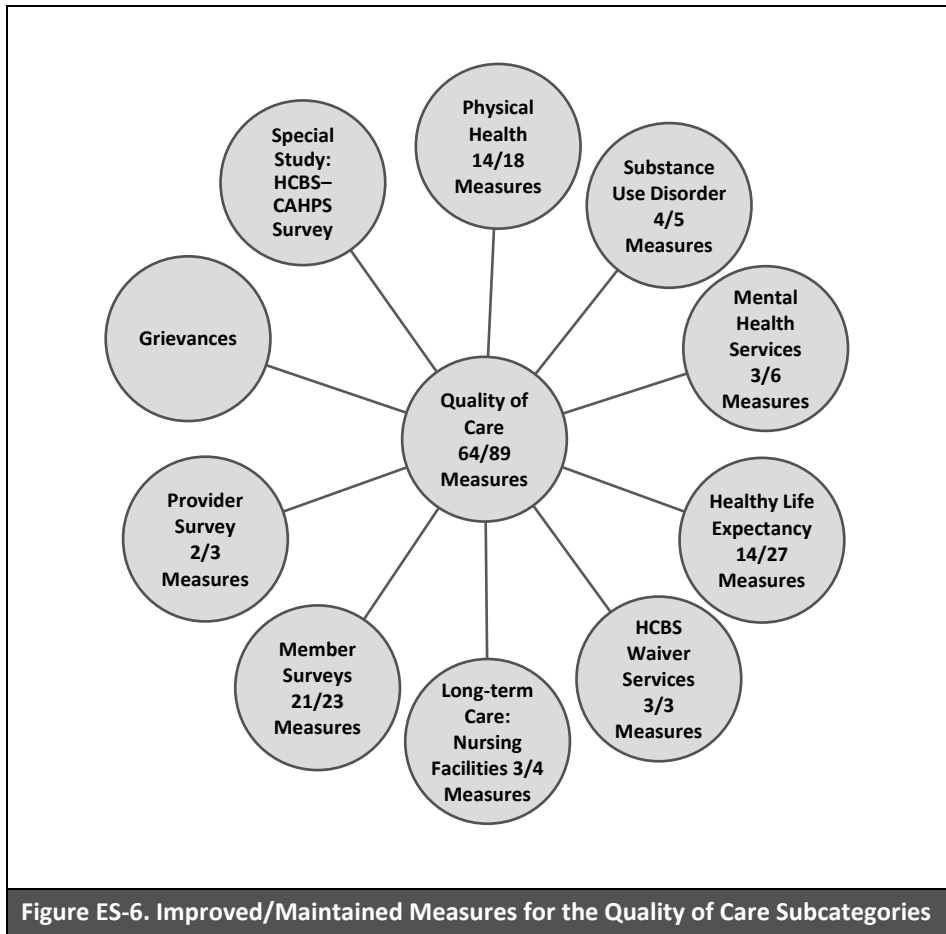 Physical
Health
14/18
Measures
Substance
Use Disorder
4/5
Measures
Mental
Health
Services
3/6
Measures
Healthy Life
Expectancy
14/27
Measures
HCBS
Waiver
Services
3/3
Measures
Long-term
Care:
Nursing
Facilities 3/4
Measures
Member
Surveys
21/23
Measures
Provider
Survey
2/3
Measures
Grievances
Special
Study:
HCBS–
CAHPS
Survey
Quality of
Care
64/89
Measures
Figure ES-6. Improved/Maintained Measures for the Quality of Care Subcategories